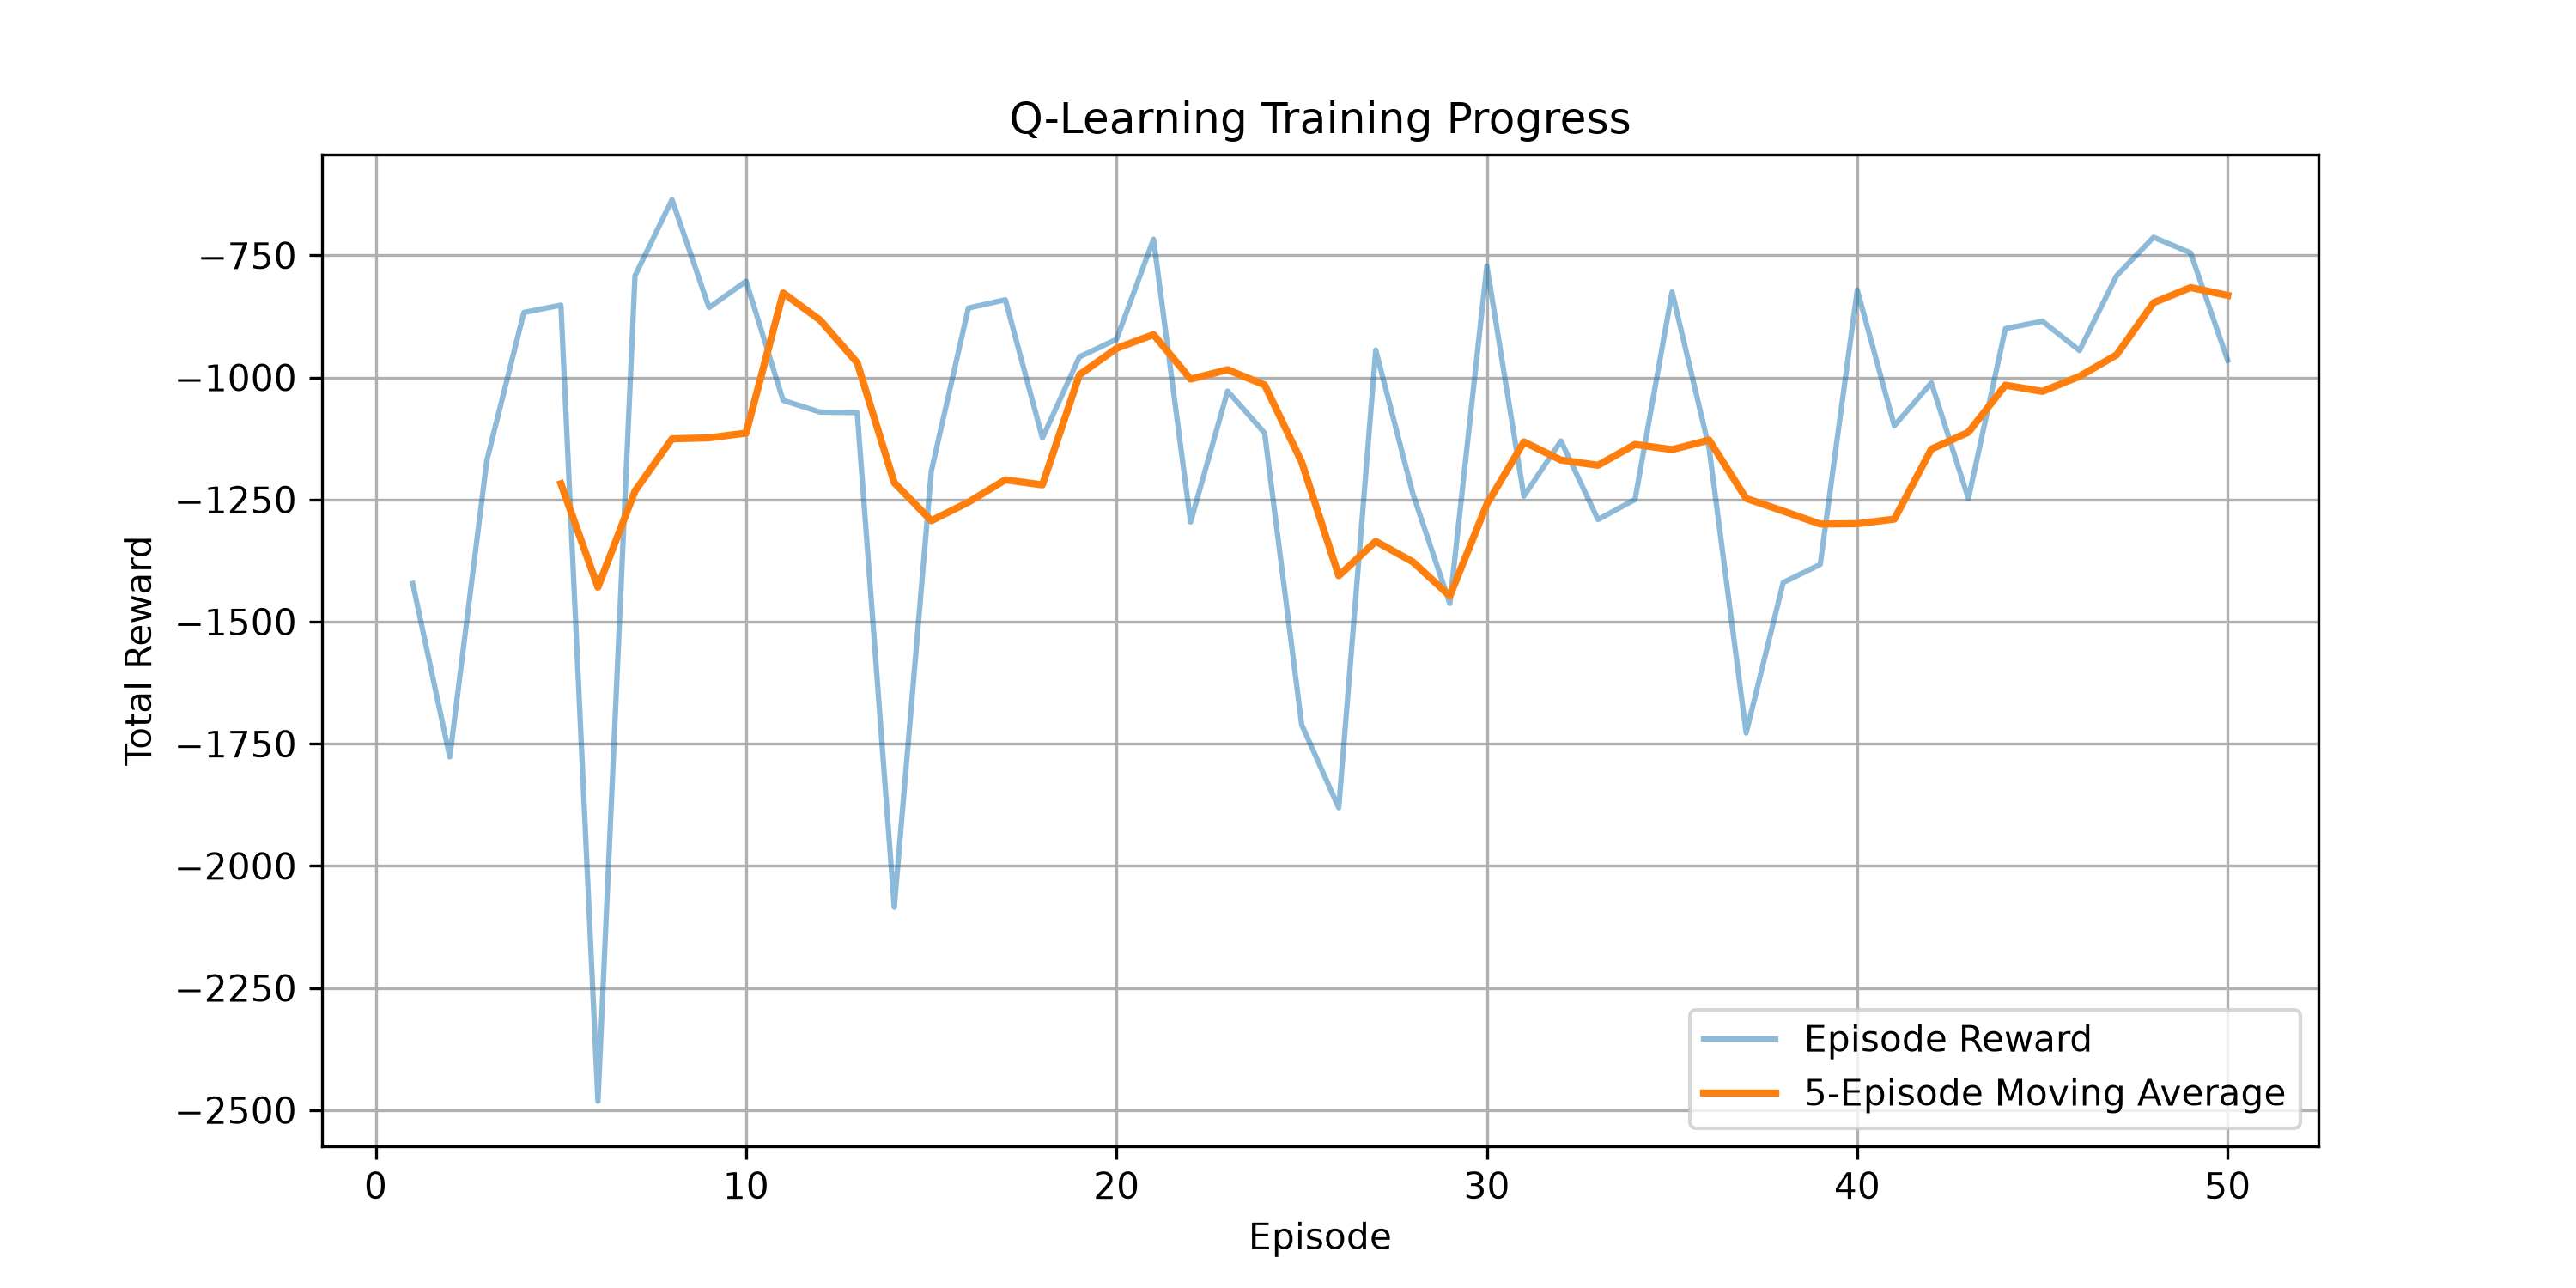 Q-Learning Training Progress
Total Reward
−750
−1000
−1250
−1500
−1750
−2000
−2250
−2500
0 10 20 30 40 50
Episode
Episode Reward
5-Episode Moving Average